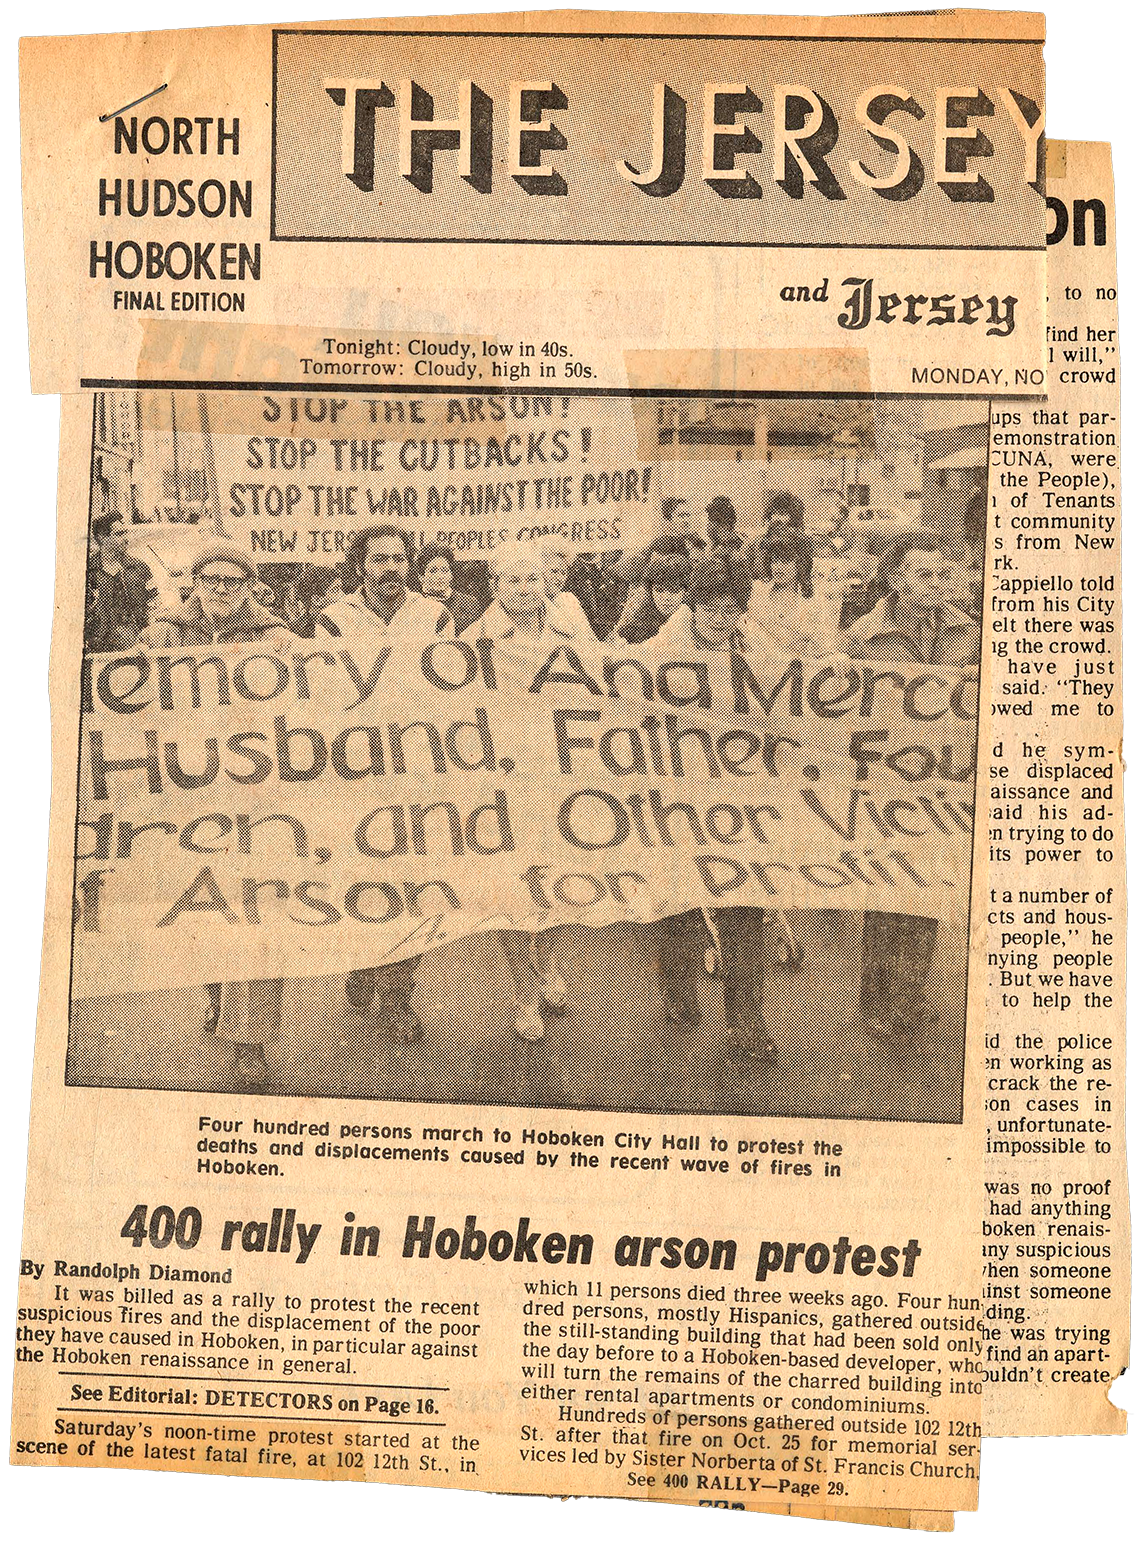 NORTH
HUDSON
HOBOKEN
FINAL EDITION
THE JERSEY
and Jersey
Tonight: Cloudy, low in 40s.
Tomorrow: Cloudy, high in 50s.
MONDAY, NO
STOP THE ARSON!
STOP THE CUTBACKS!
STOP THE WAR AGAINST THE POOR!
NEW JERS ALL PEOPLES CONGRESS
emory of Ana Merca
Husband, Father, Fou
dren, and Other Victi
f Arson for Profit.
Four hundred persons march to Hoboken City Hall to protest the
deaths and displacements caused by the recent wave of fires in
Hoboken.
400 rally in Hoboken arson protest
By Randolph Diamond
It was billed as a rally to protest the recent
suspicious fires and the displacement of the poor
they have caused in Hoboken, in particular against
the Hoboken renaissance in general.
See Editorial: DETECTORS on Page 16.
Saturday's noon-time protest started at the
scene of the latest fatal fire, at 102 12th St., in
which 11 persons died three weeks ago. Four hun
dred persons, mostly Hispanics, gathered outside
the still-standing building that had been sold only
the day before to a Hoboken-based developer, who
will turn the remains of the charred building into
either rental apartments or condominiums.
Hundreds of persons gathered outside 102 12th
St. after that fire on Oct. 25 for memorial ser-
vices led by Sister Norberta of St. Francis Church,
See 400 RALLY—Page 29.
on
, to no
find her
l will,"
crowd
ups that par-
emonstration
CUNA, were
the People),
n of Tenants
t community
s from New
rk.
Cappiello told
from his City
elt there was
ng the crowd.
have just
said. "They
owed me to
d he sym-
se displaced
aissance and
said his ad-
en trying to do
its power to
t a number of
cts and hous-
people," he
nying people
. But we have
to help the
id the police
en working as
crack the re-
son cases in
, unfortunate-
impossible to
was no proof
had anything
boken renais-
any suspicious
when someone
ainst someone
ding.
he was trying
find an apart-
ouldn't create